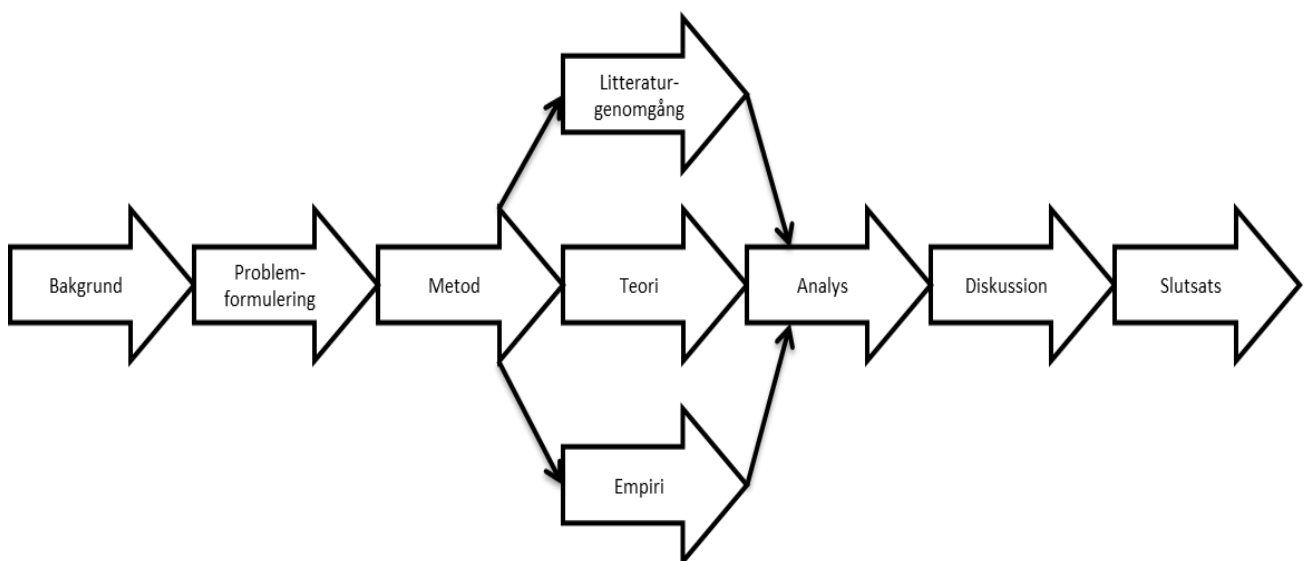 Litteratur-
genomgång
Bakgrund
Problem-
formulering
Metod
Teori
Analys
Diskussion
Slutsats
Empiri